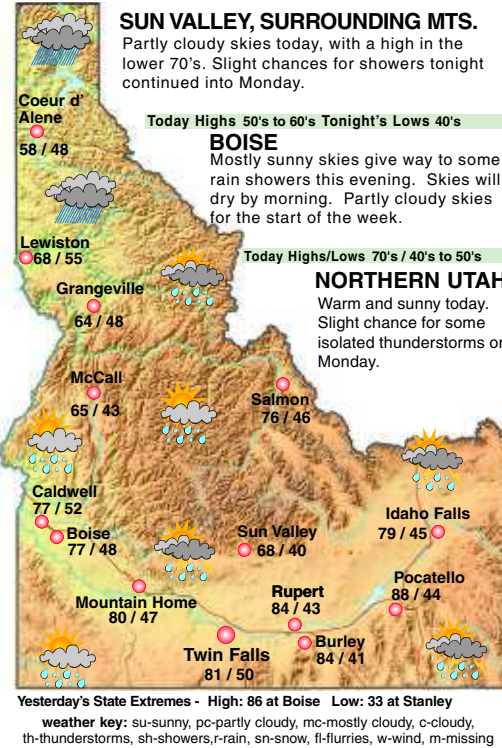 SUN VALLEY, SURROUNDING MTS.
Partly cloudy skies today, with a high in the
lower 70's. Slight chances for showers tonight
continued into Monday.
Today Highs 50's to 60's Tonight's Lows 40's
BOISE
Mostly sunny skies give way to some
rain showers this evening. Skies will
dry by morning. Partly cloudy skies
for the start of the week.
Today Highs/Lows 70's / 40's to 50's
NORTHERN UTAH
Warm and sunny today.
Slight chance for some
isolated thunderstorms on
Monday.
Coeur d'
Alene
58 / 48
Lewiston
68 / 55
Grangeville
64 / 48
McCall
65 / 43
Salmon
76 / 46
Caldwell
77 / 52
Boise
77 / 48
Sun Valley
68 / 40
Idaho Falls
79 / 45
Pocatello
88 / 44
Mountain Home
80 / 47
Rupert
84 / 43
Burley
84 / 41
Twin Falls
81 / 50
Yesterday's State Extremes - High: 86 at Boise Low: 33 at Stanley
weather key: su-sunny, pc-partly cloudy, mc-mostly cloudy, c-cloudy,
th-thunderstorms, sh-showers,r-rain, sn-snow, fl-flurries, w-wind, m-missing